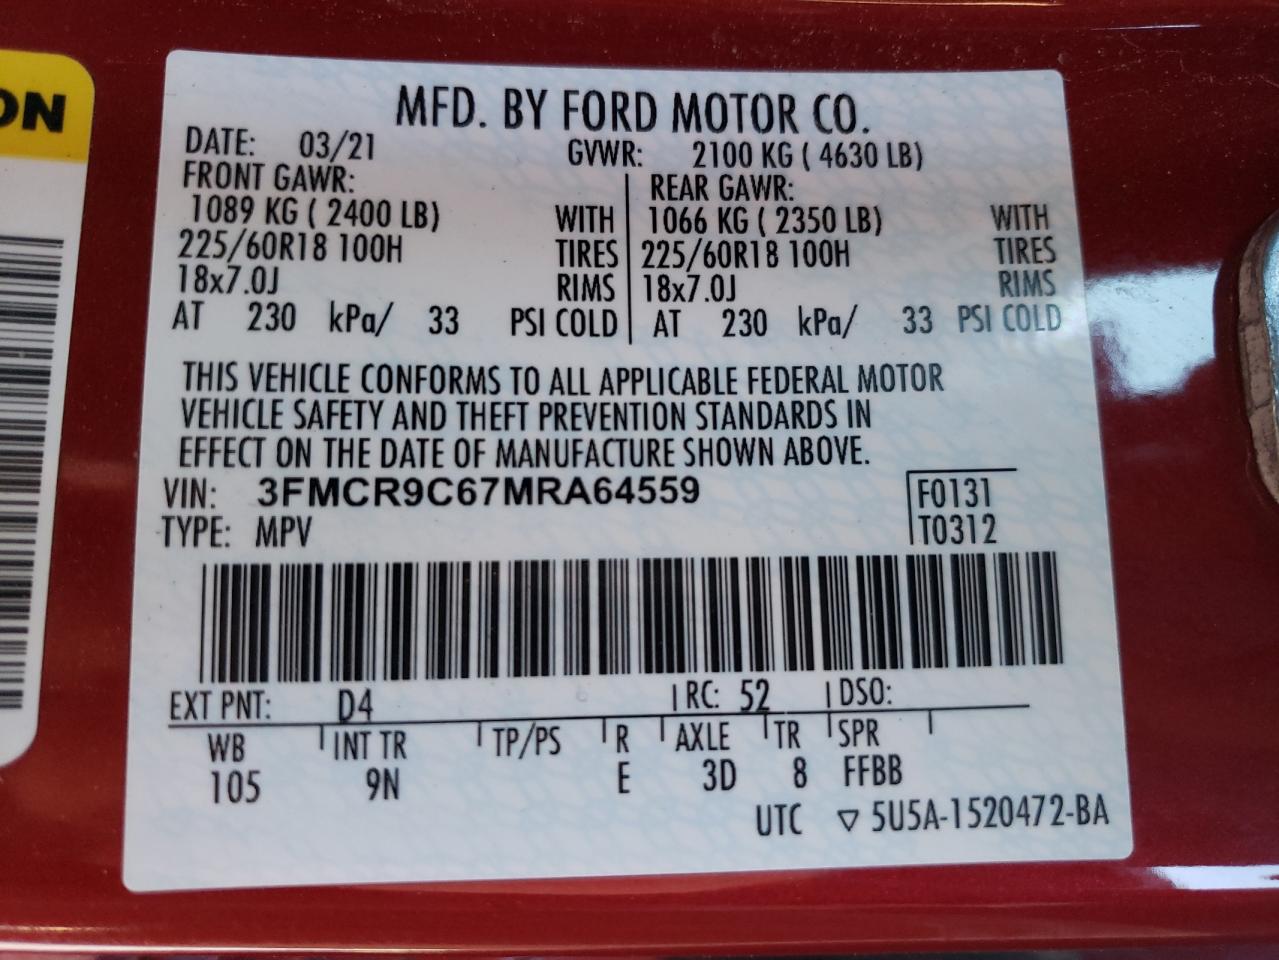 ON
MFD. BY FORD MOTOR CO.
DATE: 03/21 GVWR: 2100 KG ( 4630 LB)
FRONT GAWR: REAR GAWR:
1089 KG ( 2400 LB) WITH 1066 KG ( 2350 LB) WITH
225/60R18 100H TIRES 225/60R18 100H TIRES
18x7.0J RIMS 18x7.0J RIMS
AT 230 kPa/ 33 PSI COLD AT 230 kPa/ 33 PSI COLD
THIS VEHICLE CONFORMS TO ALL APPLICABLE FEDERAL MOTOR
VEHICLE SAFETY AND THEFT PREVENTION STANDARDS IN
EFFECT ON THE DATE OF MANUFACTURE SHOWN ABOVE.
VIN: 3FMCR9C67MRA64559 F0131
TYPE: MPV T0312
EXT PNT: D4 RC: 52 DSO:
WB INT TR TP/PS R AXLE TR SPR
105 9N E 3D 8 FFBB
UTC ▽ 5U5A-1520472-BA